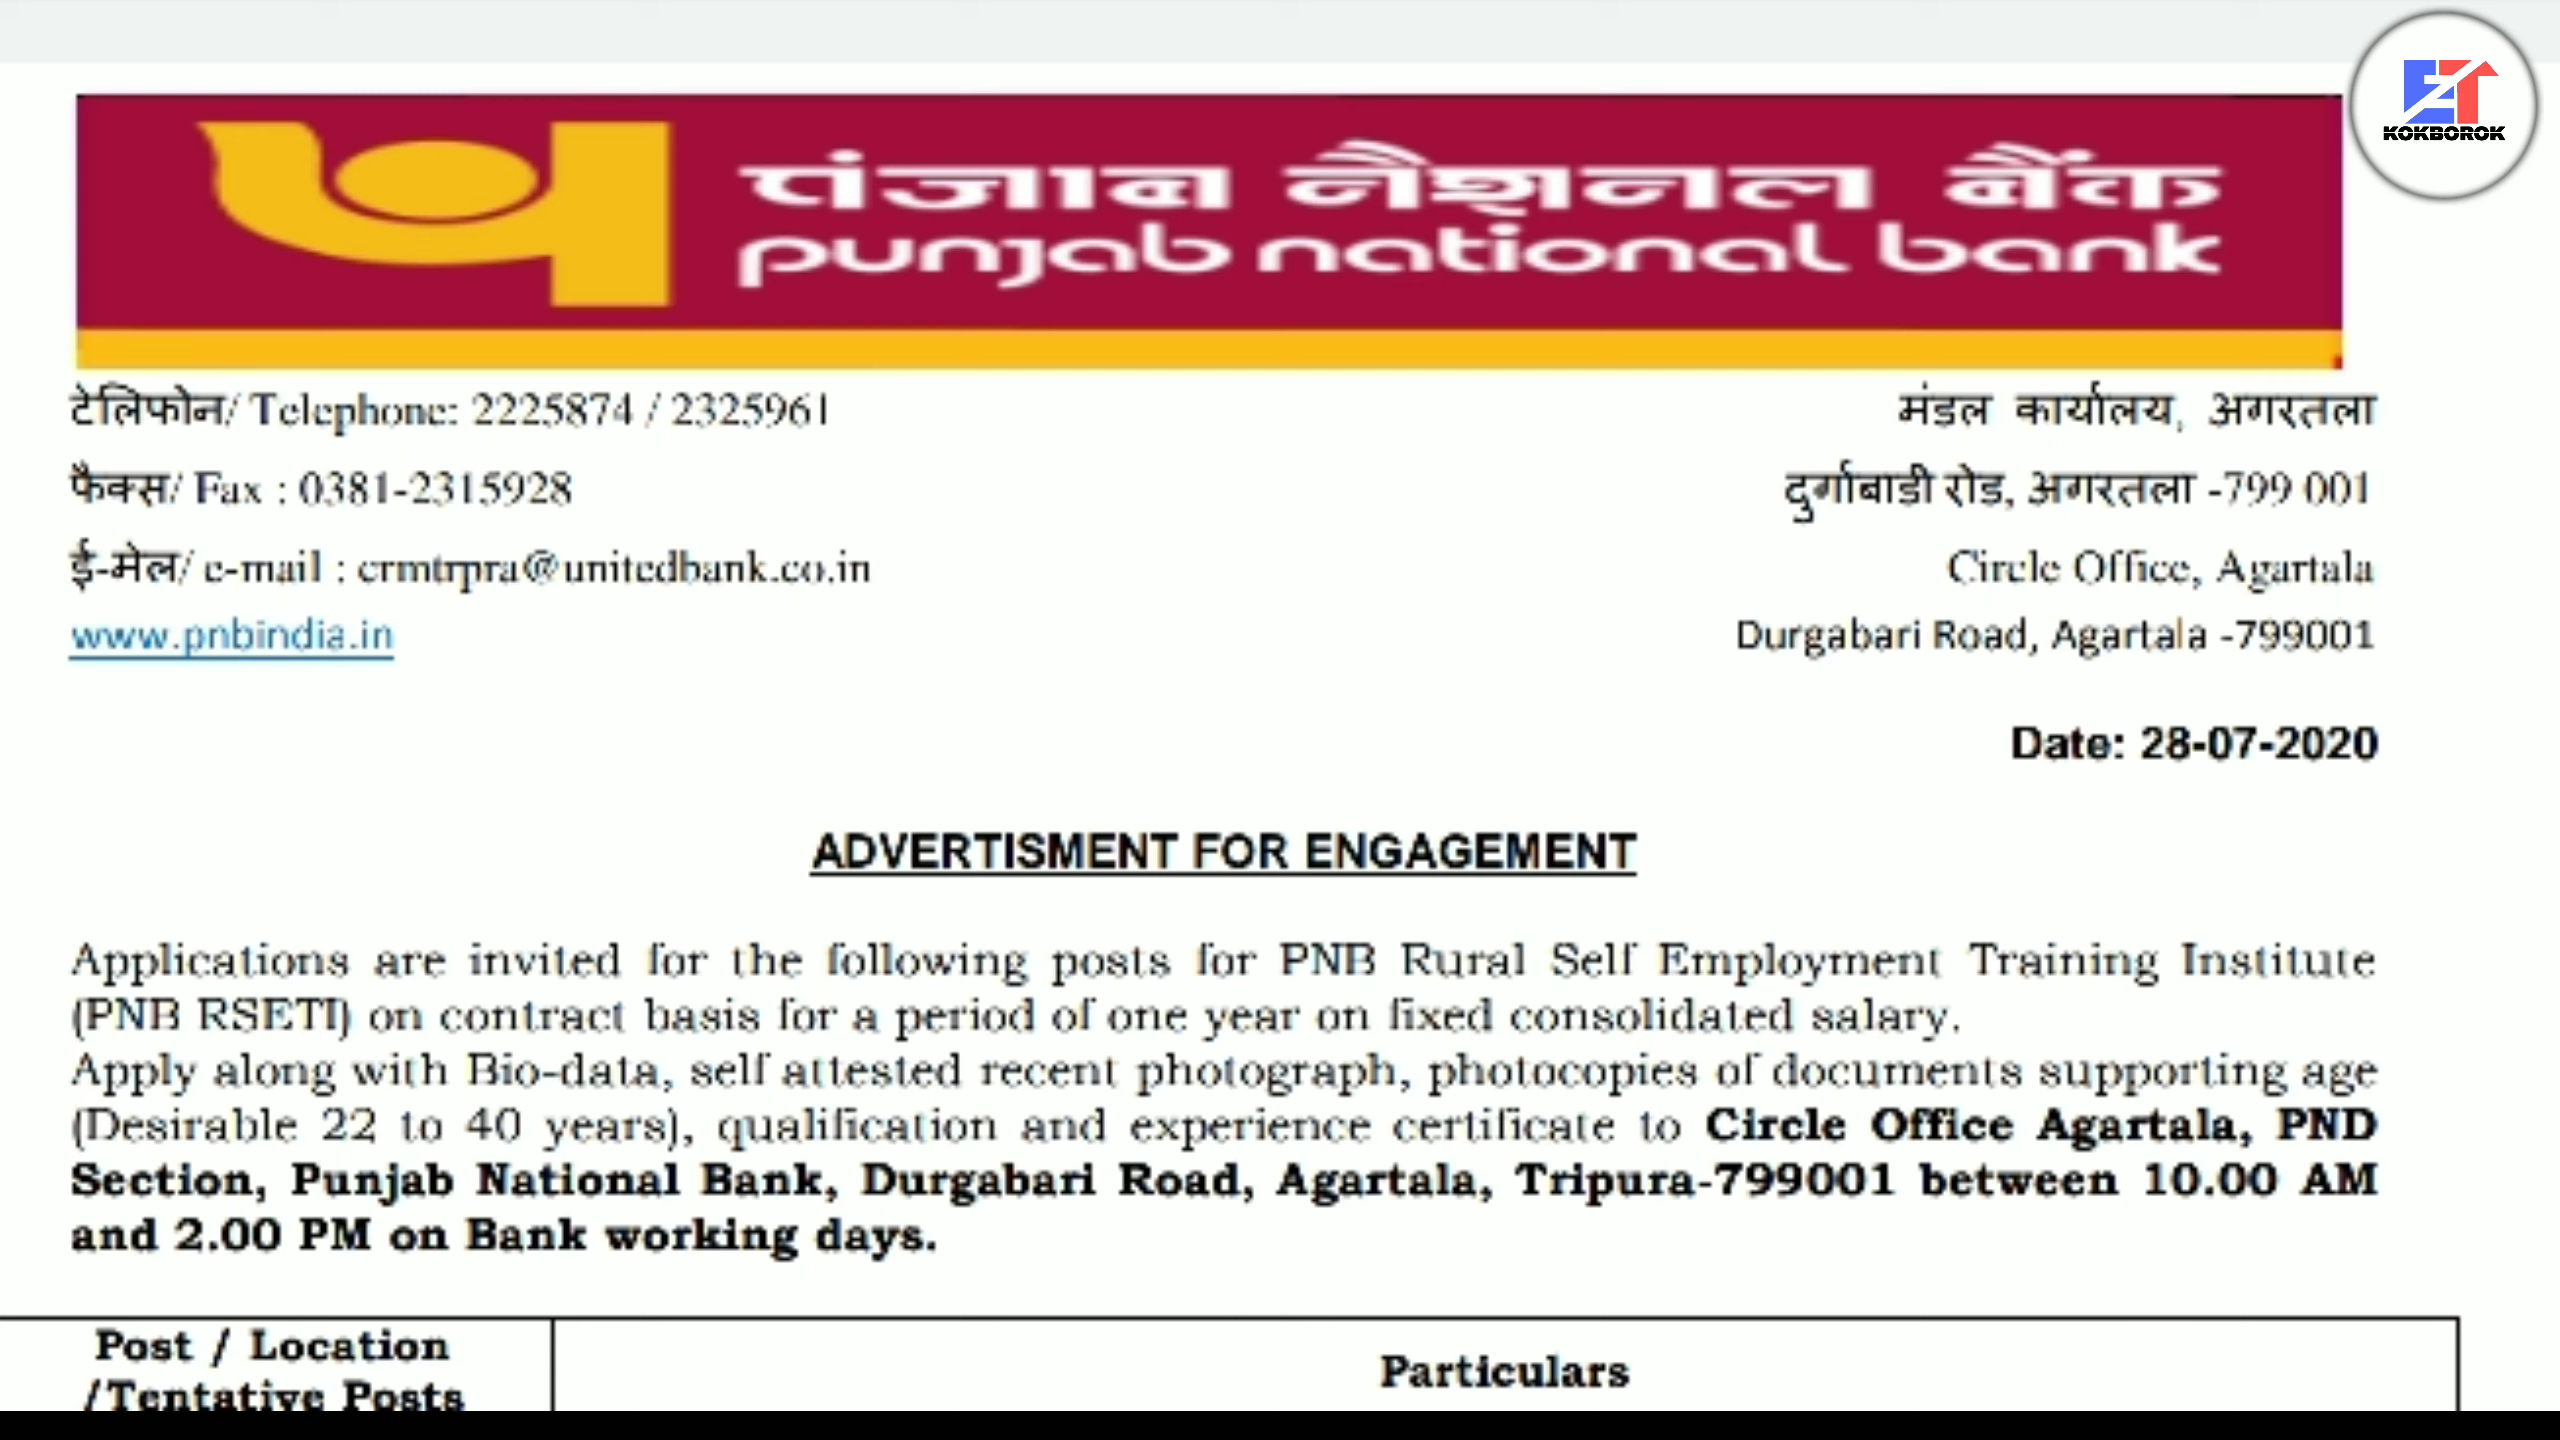 KOKBOROK
पंजाब नैशनल बैंक
punjab national bank
टेलिफोन/ Telephone: 2225874 / 2325961
मंडल कार्यालय, अगरतला
फैक्स/ Fax : 0381-2315928
दुर्गाबाडी रोड, अगरतला -799 001
ई-मेल/ e-mail : crmtrpra@unitedbank.co.in
Circle Office, Agartala
www.pnbindia.in
Durgabari Road, Agartala -799001
Date: 28-07-2020
ADVERTISMENT FOR ENGAGEMENT
Applications are invited for the following posts for PNB Rural Self Employment Training Institute
(PNB RSETI) on contract basis for a period of one year on fixed consolidated salary.
Apply along with Bio-data, self attested recent photograph, photocopies of documents supporting age
(Desirable 22 to 40 years), qualification and experience certificate to Circle Office Agartala, PND
Section, Punjab National Bank, Durgabari Road, Agartala, Tripura-799001 between 10.00 AM
and 2.00 PM on Bank working days.
Post / Location
/Tentative Posts
Particulars